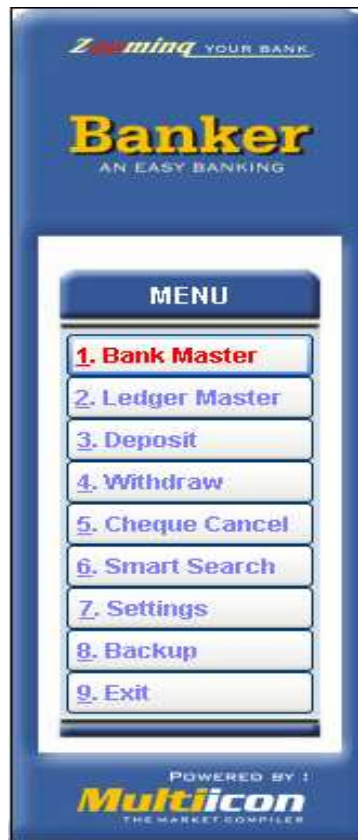 Zooming YOUR BANK
Banker
AN EASY BANKING
MENU
1. Bank Master
2. Ledger Master
3. Deposit
4. Withdraw
5. Cheque Cancel
6. Smart Search
7. Settings
8. Backup
9. Exit
POWERED BY :
Multiicon
THE MARKET COMPILER